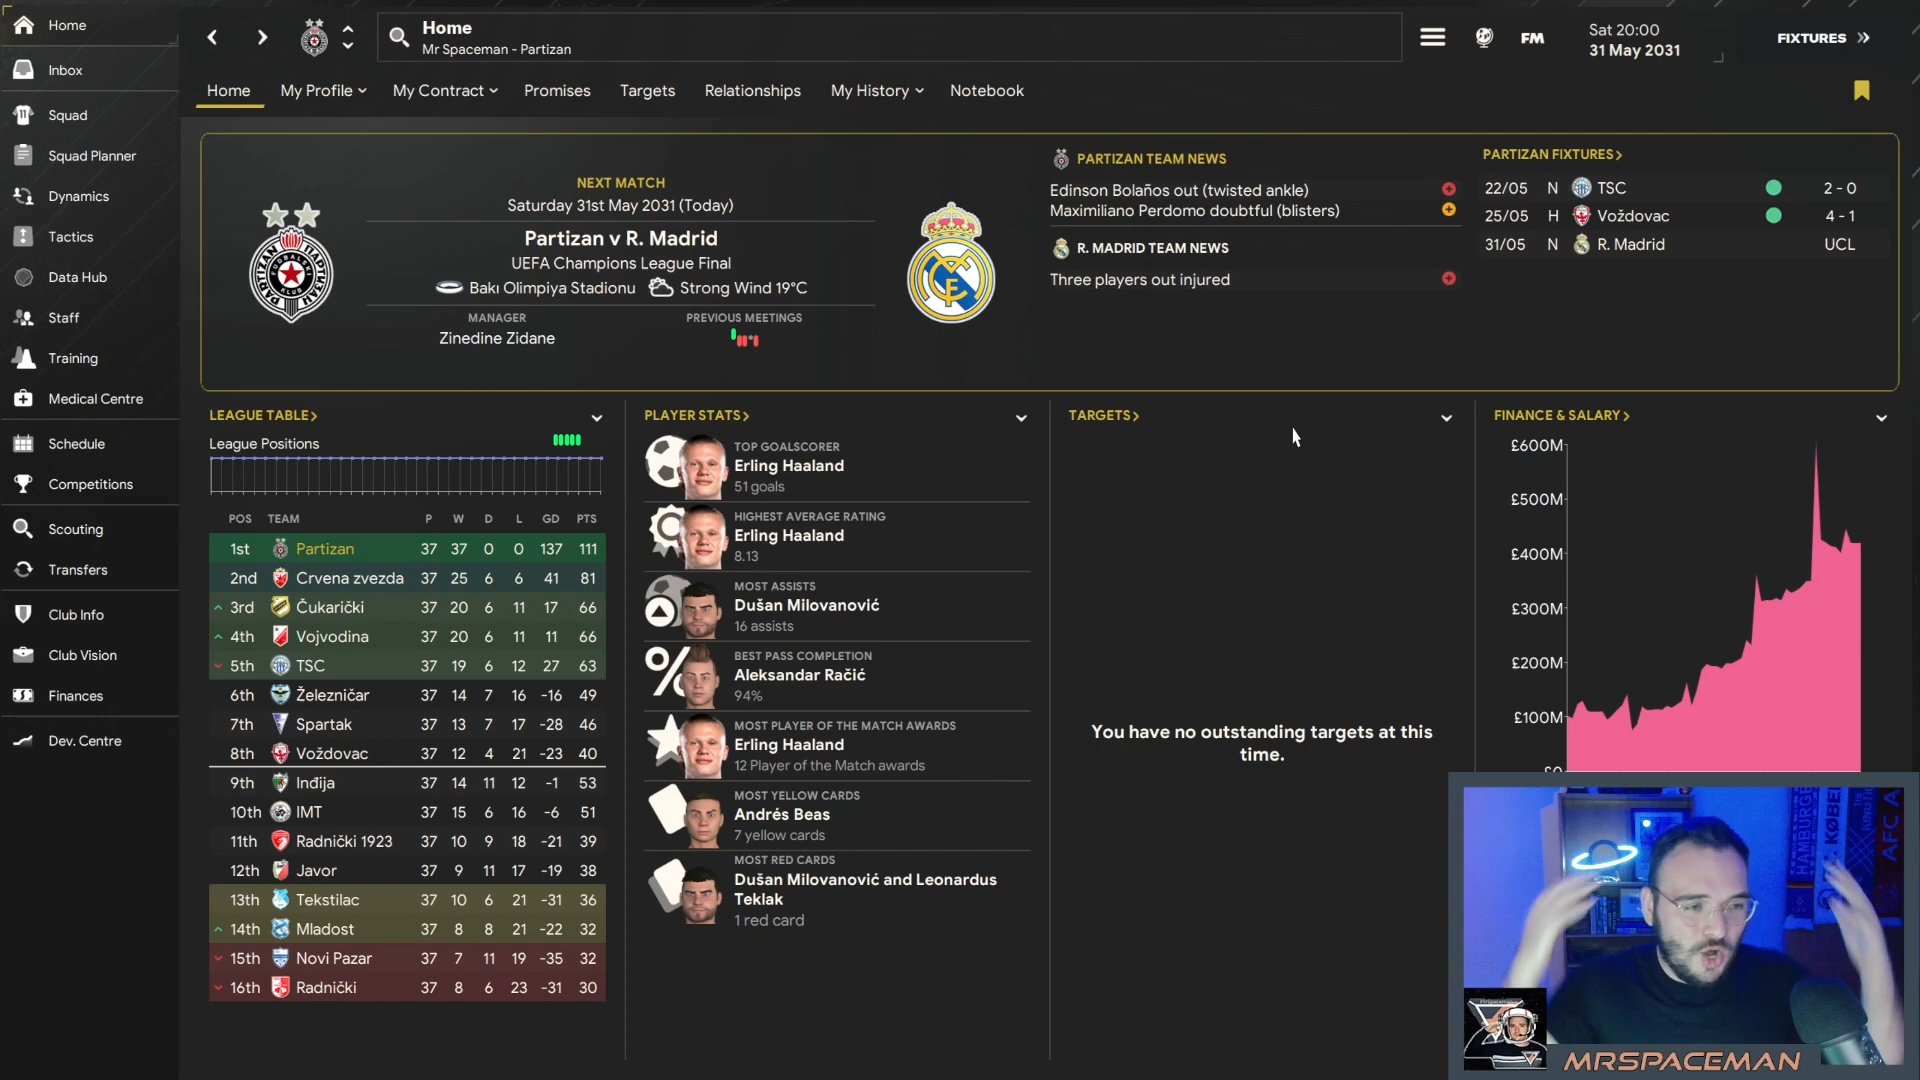 Home
Inbox
Squad
Squad Planner
Dynamics
Tactics
Data Hub
Staff
Training
Medical Centre
Schedule
Competitions
Scouting
Transfers
Club Info
Club Vision
Finances
Dev. Centre
Home
Mr Spaceman - Partizan
FM
Sat 20:00
31 May 2031
FIXTURES
Home My Profile My Contract Promises Targets Relationships My History Notebook
NEXT MATCH
Saturday 31st May 2031 (Today)
Partizan v R. Madrid
UEFA Champions League Final
Bakı Olimpiya Stadionu Strong Wind 19°C
MANAGER PREVIOUS MEETINGS
Zinedine Zidane
PARTIZAN TEAM NEWS
Edinson Bolaños out (twisted ankle)
Maximiliano Perdomo doubtful (blisters)
R. MADRID TEAM NEWS
Three players out injured
PARTIZAN FIXTURES>
22/05 N TSC 2 - 0
25/05 H Voždovac 4 - 1
31/05 N R. Madrid UCL
LEAGUE TABLE>
League Positions
POS TEAM P W D L GD PTS
1st Partizan 37 37 0 0 137 111
2nd Crvena zvezda 37 25 6 6 41 81
3rd Čukarički 37 20 6 11 17 66
4th Vojvodina 37 20 6 11 11 66
5th TSC 37 19 6 12 27 63
6th Železničar 37 14 7 16 -16 49
7th Spartak 37 13 7 17 -28 46
8th Voždovac 37 12 4 21 -23 40
9th Inđija 37 14 11 12 -1 53
10th IMT 37 15 6 16 -6 51
11th Radnički 1923 37 10 9 18 -21 39
12th Javor 37 9 11 17 -19 38
13th Tekstilac 37 10 6 21 -31 36
14th Mladost 37 8 8 21 -22 32
15th Novi Pazar 37 7 11 19 -35 32
16th Radnički 37 8 6 23 -31 30
PLAYER STATS>
TOP GOALSCORER
Erling Haaland
51 goals
HIGHEST AVERAGE RATING
Erling Haaland
8.13
MOST ASSISTS
Dušan Milovanović
16 assists
BEST PASS COMPLETION
Aleksandar Račić
94%
MOST PLAYER OF THE MATCH AWARDS
Erling Haaland
12 Player of the Match awards
MOST YELLOW CARDS
Andrés Beas
7 yellow cards
MOST RED CARDS
Dušan Milovanović and Leonardus
Teklak
1 red card
TARGETS>
You have no outstanding targets at this
time.
FINANCE & SALARY>
£600M
£500M
£400M
£300M
£200M
£100M
£0
MRSPACEMAN